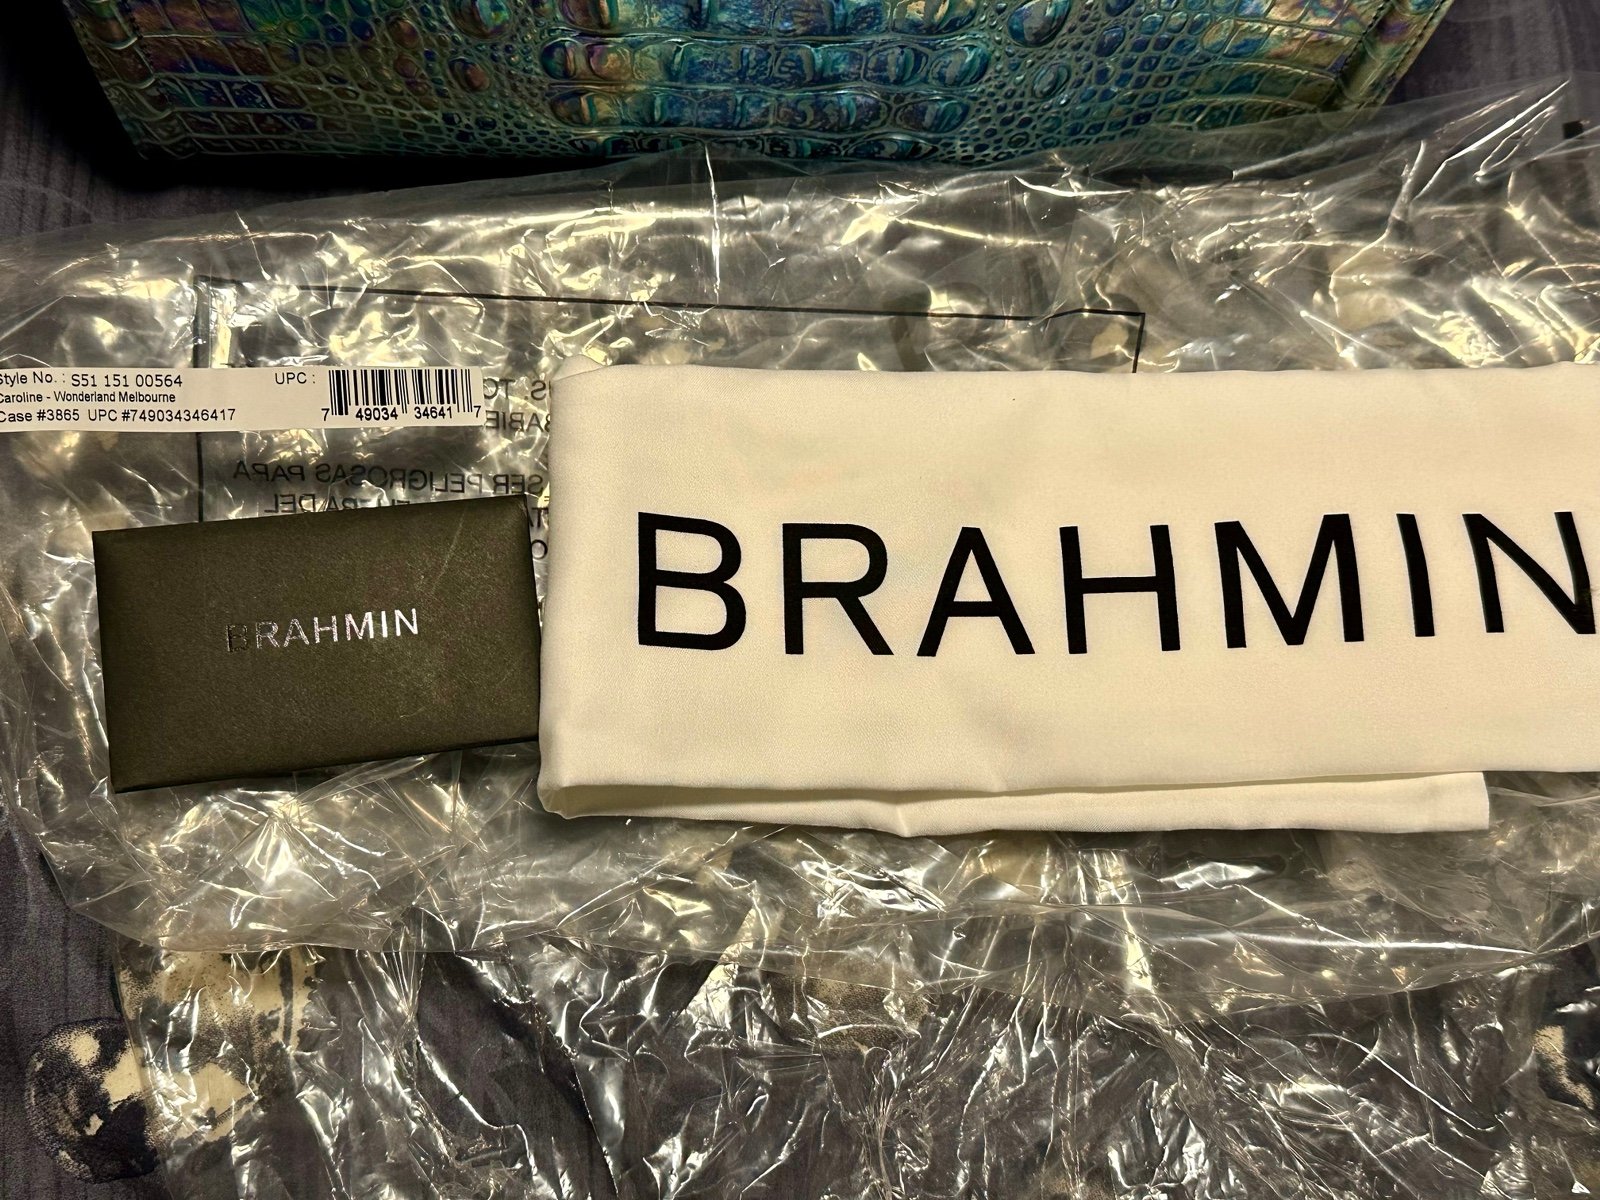 Style No. : S51 151 00564
Caroline - Wonderland Melbourne
Case #3865 UPC #749034346417
UPC :
7 49034 34641 7
SER PELIGROSAS PARA
DEL
BRAHMIN
BRAHMIN